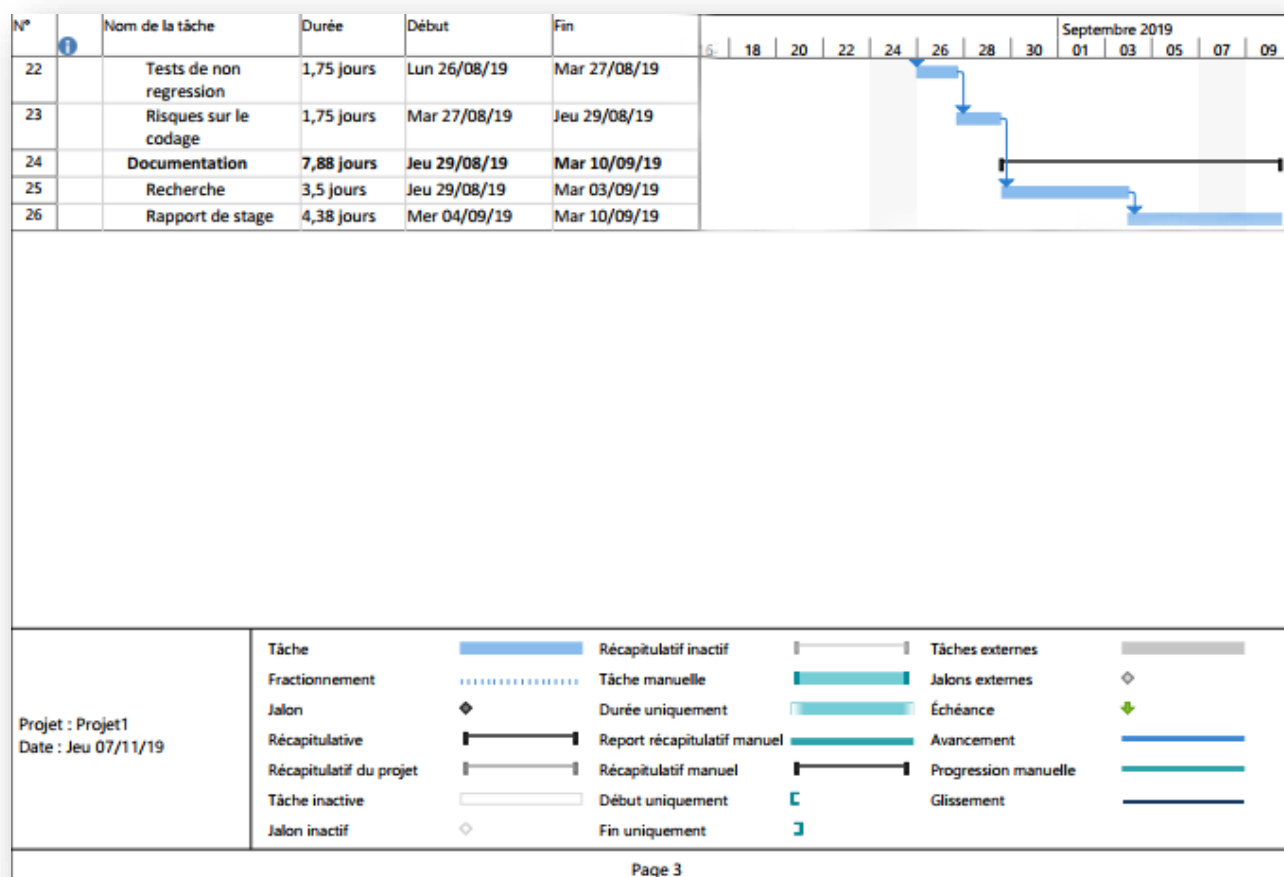 N° Nom de la tâche Durée Début Fin
Septembre 2019
18 20 22 24 26 28 30 01 03 05 07 09
22 Tests de non regression 1,75 jours Lun 26/08/19 Mar 27/08/19
23 Risques sur le codage 1,75 jours Mar 27/08/19 Jeu 29/08/19
24 Documentation 7,88 jours Jeu 29/08/19 Mar 10/09/19
25 Recherche 3,5 jours Jeu 29/08/19 Mar 03/09/19
26 Rapport de stage 4,38 jours Mer 04/09/19 Mar 10/09/19
Projet : Projet1
Date : Jeu 07/11/19
Tâche Récapitulatif inactif Tâches externes
Fractionnement Tâche manuelle Jalons externes
Jalon Durée uniquement Échéance
Récapitulative Report récapitulatif manuel Avancement
Récapitulatif du projet Récapitulatif manuel Progression manuelle
Tâche inactive Début uniquement Glissement
Jalon inactif Fin uniquement
Page 3